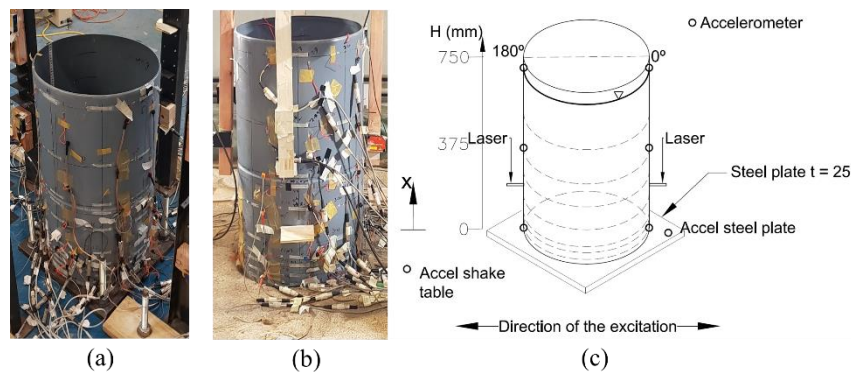 H (mm)
Accelerometer
750
180º
0º
Laser
375
Laser
Steel plate t = 25
X
0
Accel steel plate
Accel shake
table
Direction of the excitation
(a)
(b)
(c)